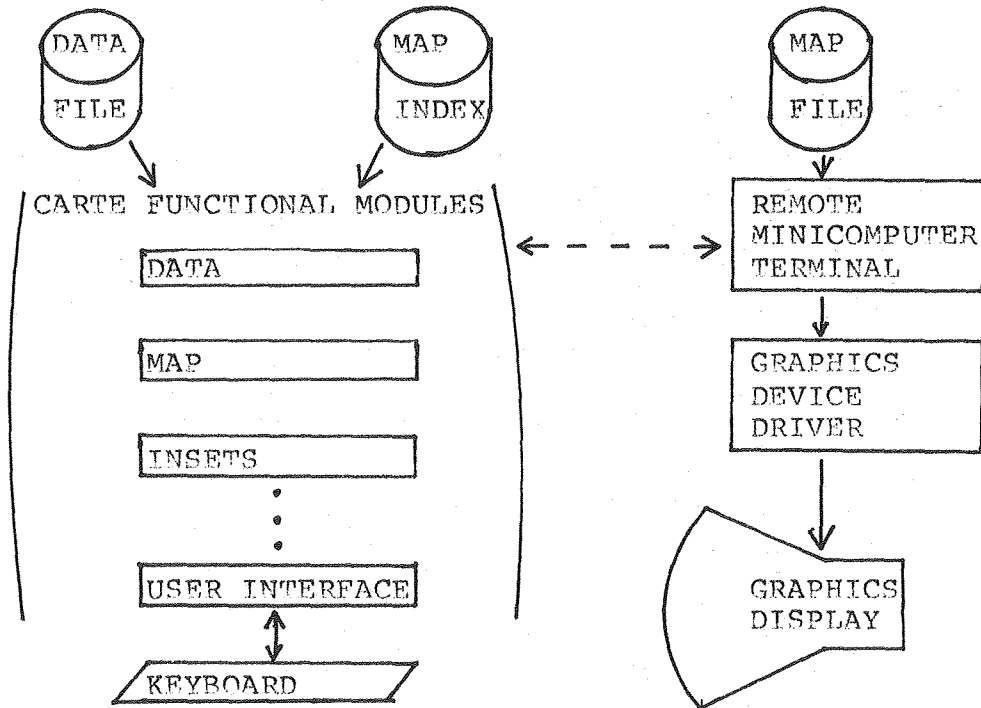 DATA
FILE
MAP
INDEX
MAP
FILE
CARTE FUNCTIONAL MODULES
DATA
MAP
INSETS
USER INTERFACE
KEYBOARD
REMOTE
MINICOMPUTER
TERMINAL
GRAPHICS
DEVICE
DRIVER
GRAPHICS
DISPLAY